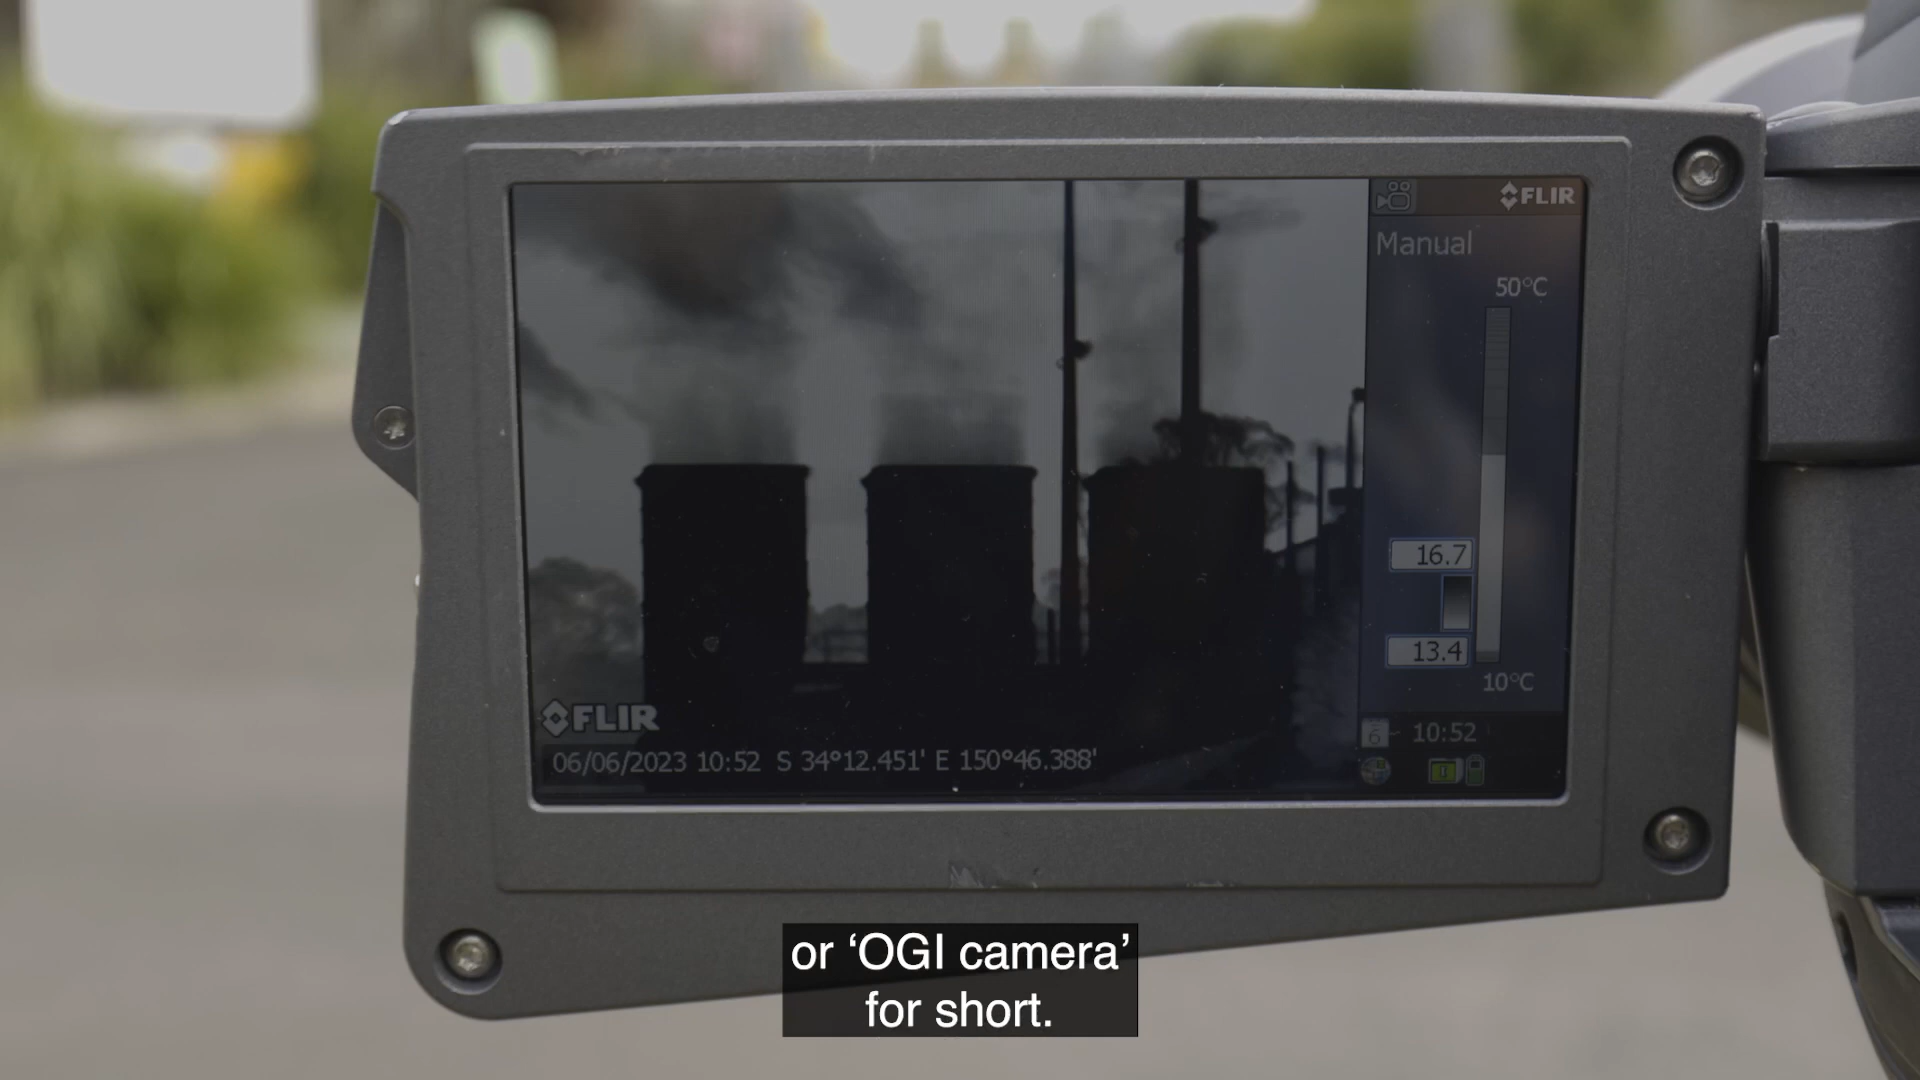 FLIR
Manual
50°C
16.7
13.4
10°C
FLIR
06/06/2023 10:52 S 34°12.451' E 150°46.388'
6
10:52
or ‘OGI camera’
for short.